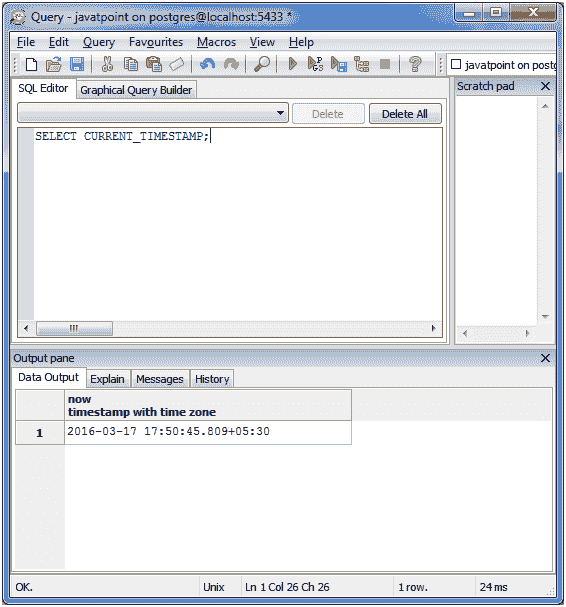 Query - javatpoint on postgres@localhost:5433 *
File Edit Query Favourites Macros View Help
javatpoint on postg
SQL Editor Graphical Query Builder
Scratch pad
Delete Delete All
SELECT CURRENT_TIMESTAMP;
Output pane
Data Output Explain Messages History
now
timestamp with time zone
1 2016-03-17 17:50:45.809+05:30
OK. Unix Ln 1 Col 26 Ch 26 1 row. 24 ms